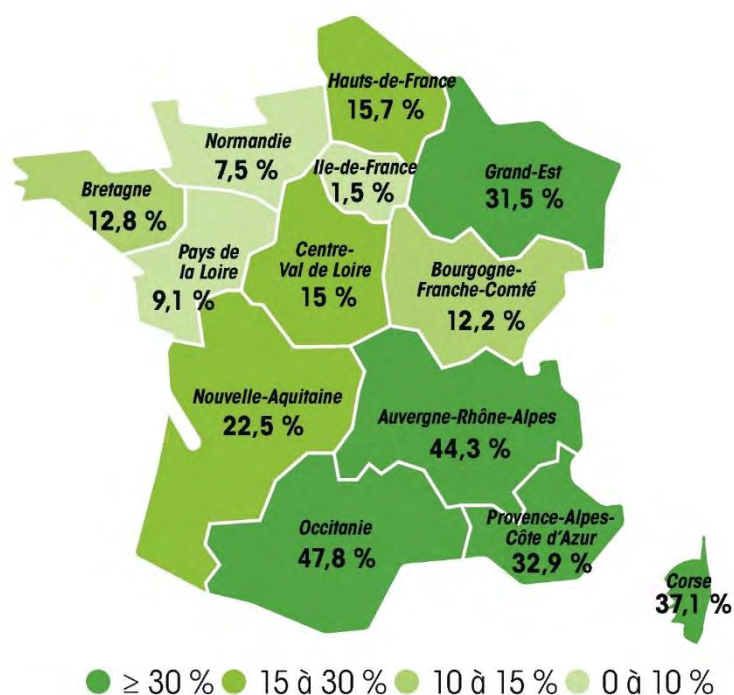 Hauts-de-France
15,7 %
Normandie
7,5 %
Ile-de-France
1,5 %
Grand-Est
31,5 %
Bretagne
12,8 %
Pays de
la Loire
9,1 %
Centre-
Val de Loire
15 %
Bourgogne-
Franche-Comté
12,2 %
Nouvelle-Aquitaine
22,5 %
Auvergne-Rhône-Alpes
44,3 %
Occitanie
47,8 %
Provence-Alpes-
Côte d'Azur
32,9 %
Corse
37,1 %
≥ 30 % 15 à 30 % 10 à 15 % 0 à 10 %